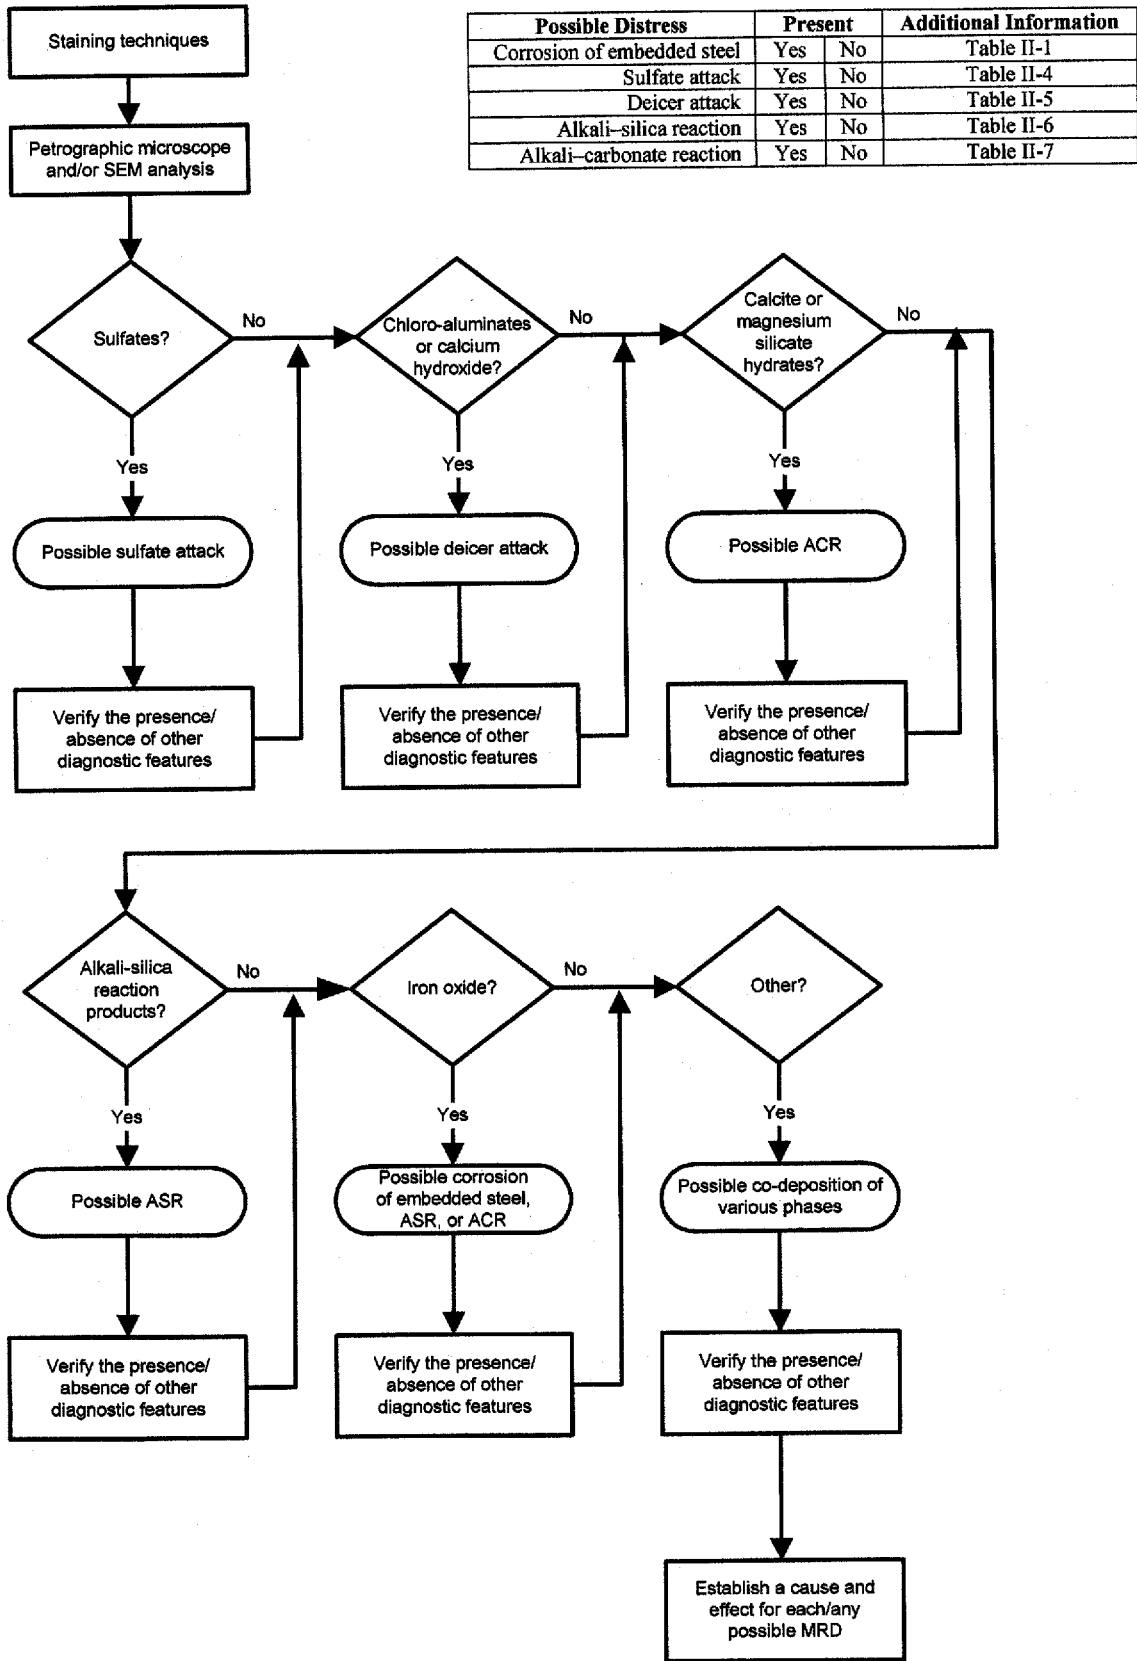 Staining techniques
Possible Distress Present Additional Information
Corrosion of embedded steel Yes No Table II-1
Sulfate attack Yes No Table II-4
Deicer attack Yes No Table II-5
Alkali–silica reaction Yes No Table II-6
Alkali–carbonate reaction Yes No Table II-7
Petrographic microscope
and/or SEM analysis
Sulfates?
No
Yes
Possible sulfate attack
Verify the presence/
absence of other
diagnostic features
Chloro-aluminates
or calcium
hydroxide?
No
Yes
Possible deicer attack
Verify the presence/
absence of other
diagnostic features
Calcite or
magnesium
silicate
hydrates?
No
Yes
Possible ACR
Verify the presence/
absence of other
diagnostic features
Alkali-silica
reaction
products?
No
Yes
Possible ASR
Verify the presence/
absence of other
diagnostic features
Iron oxide?
No
Yes
Possible corrosion
of embedded steel,
ASR, or ACR
Verify the presence/
absence of other
diagnostic features
Other?
Yes
Possible co-deposition of
various phases
Verify the presence/
absence of other
diagnostic features
Establish a cause and
effect for each/any
possible MRD